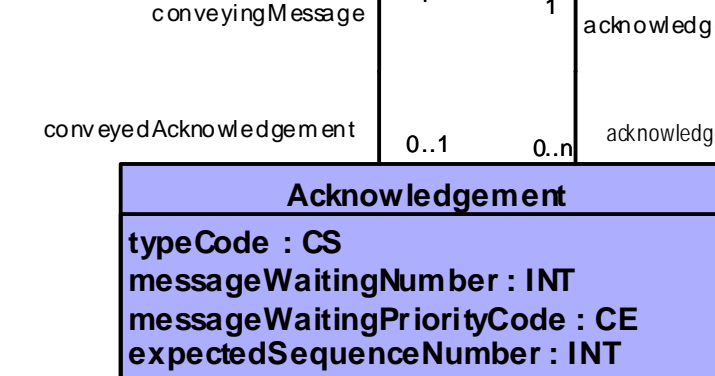 conveyingMessage
1
acknowledg
conveyedAcknowledgement
0..1
0..n
acknowledg
Acknowledgement
typeCode : CS
messageWaitingNumber : INT
messageWaitingPriorityCode : CE
expectedSequenceNumber : INT